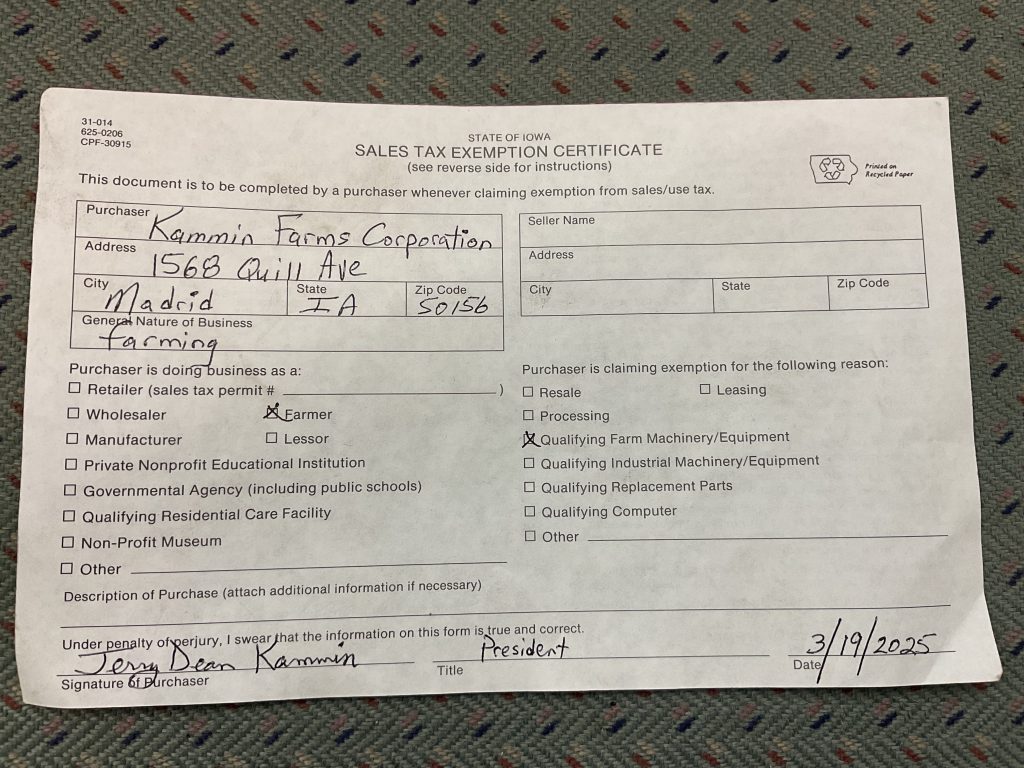 31-014
625-0206
CPF-30915
STATE OF IOWA
SALES TAX EXEMPTION CERTIFICATE
(see reverse side for instructions)
Printed on
Recycled Paper
This document is to be completed by a purchaser whenever claiming exemption from sales/use tax.
Purchaser Kammin Farms Corporation
Address 1568 Quill Ave
City Madrid State IA Zip Code 50156
General Nature of Business
farming
Seller Name
Address
City State Zip Code
Purchaser is doing business as a:
Retailer (sales tax permit # )
Wholesaler Farmer
Manufacturer Lessor
Private Nonprofit Educational Institution
Governmental Agency (including public schools)
Qualifying Residential Care Facility
Non-Profit Museum
Other
Purchaser is claiming exemption for the following reason:
Resale Leasing
Processing
Qualifying Farm Machinery/Equipment
Qualifying Industrial Machinery/Equipment
Qualifying Replacement Parts
Qualifying Computer
Other
Description of Purchase (attach additional information if necessary)
Under penalty of perjury, I swear that the information on this form is true and correct.
Jerry Dean Kammin President 3/19/2025
Signature of Purchaser Title Date